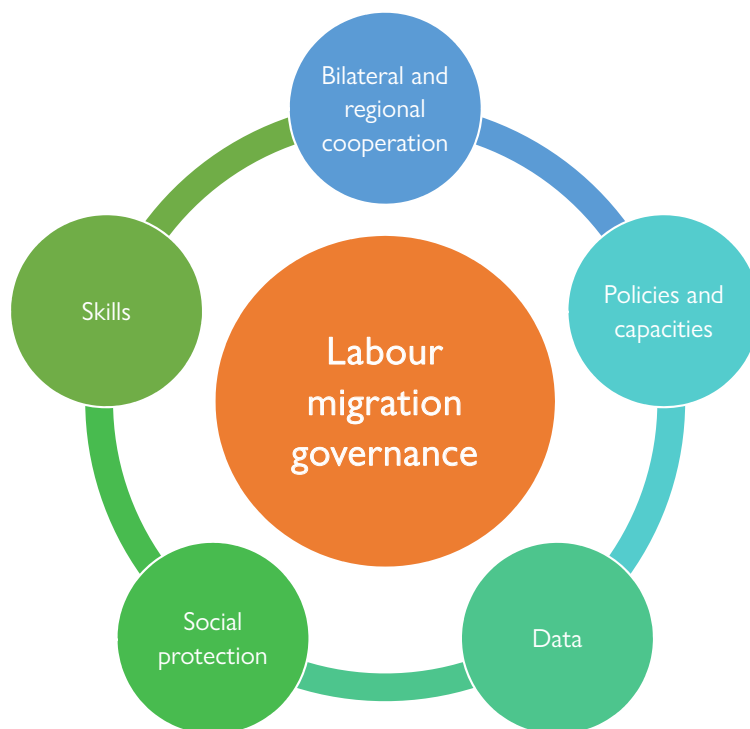 Bilateral and
regional
cooperation
Policies and
capacities
Skills
Labour
migration
governance
Social
protection
Data